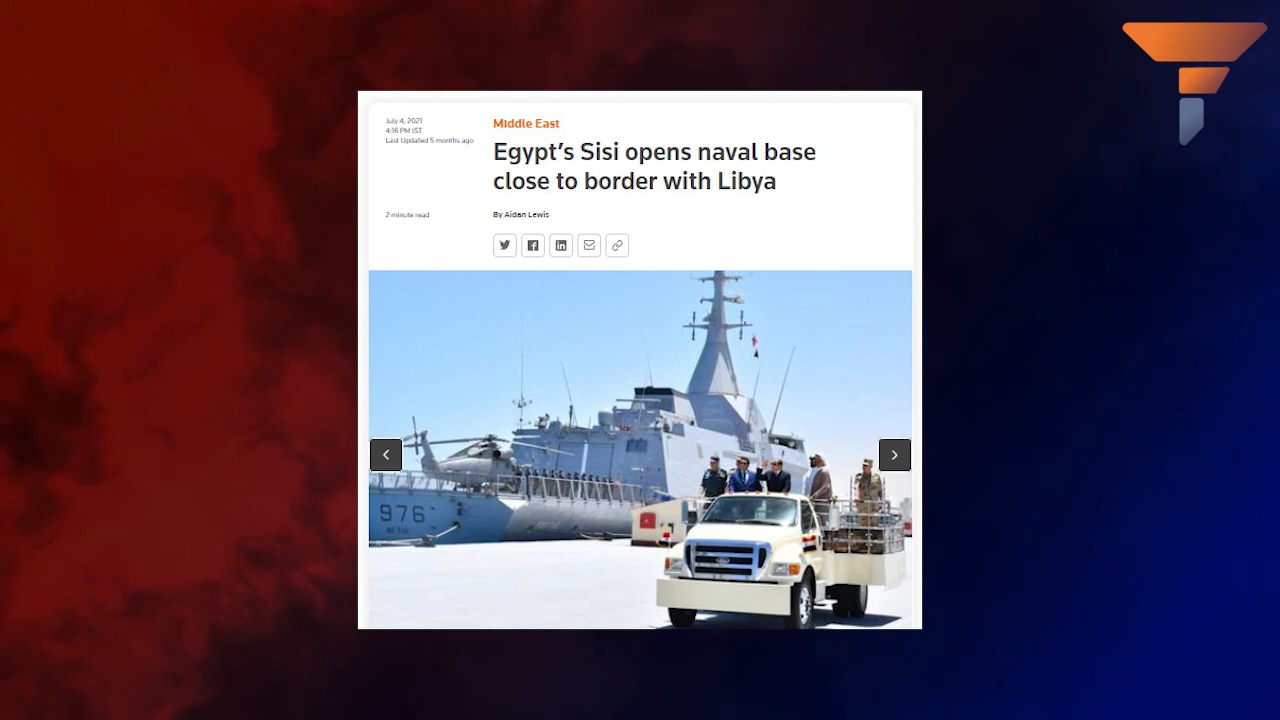 July 4, 2021
4:16 PM IST
Last Updated 5 months ago
Middle East
Egypt's Sisi opens naval base
close to border with Libya
2 minute read
By Aidan Lewis
976